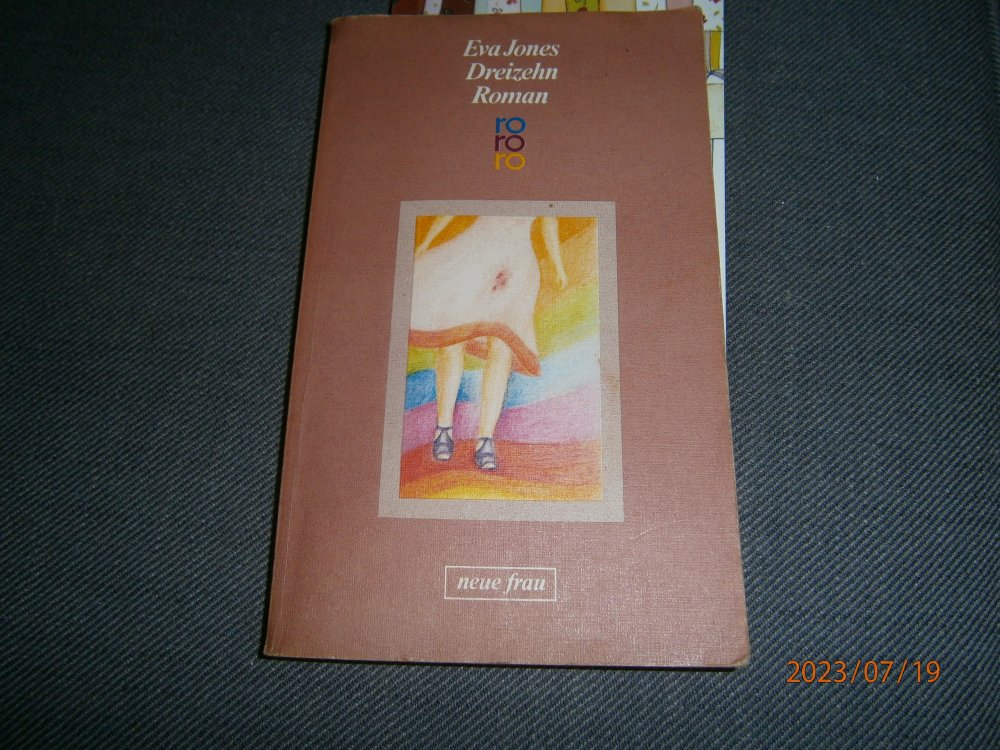 Eva Jones
Dreizehn
Roman
ro
ro
ro
neue frau
2023/07/19